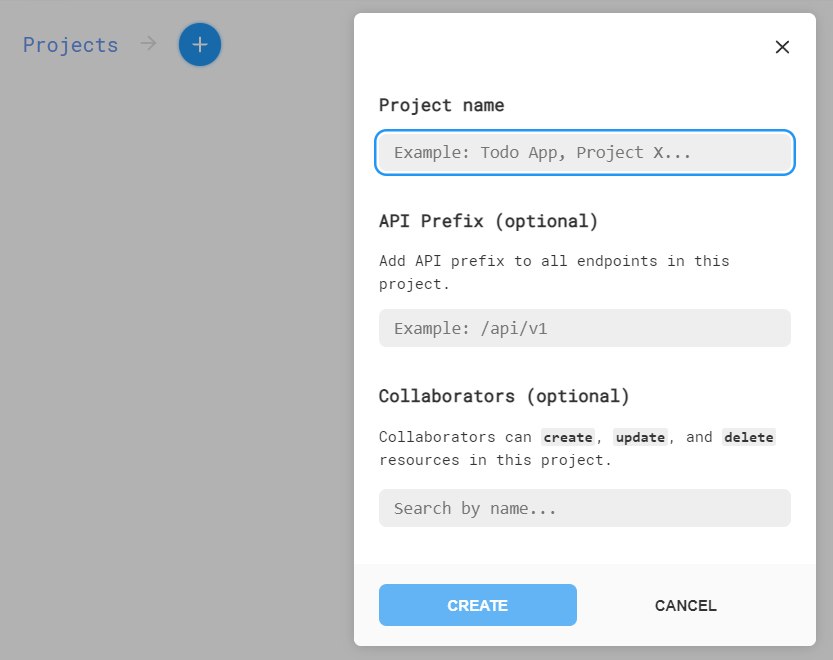 Projects
Project name
Example: Todo App, Project X...
API Prefix (optional)
Add API prefix to all endpoints in this
project.
Example: /api/v1
Collaborators (optional)
Collaborators can create, update, and delete
resources in this project.
Search by name...
CREATE
CANCEL